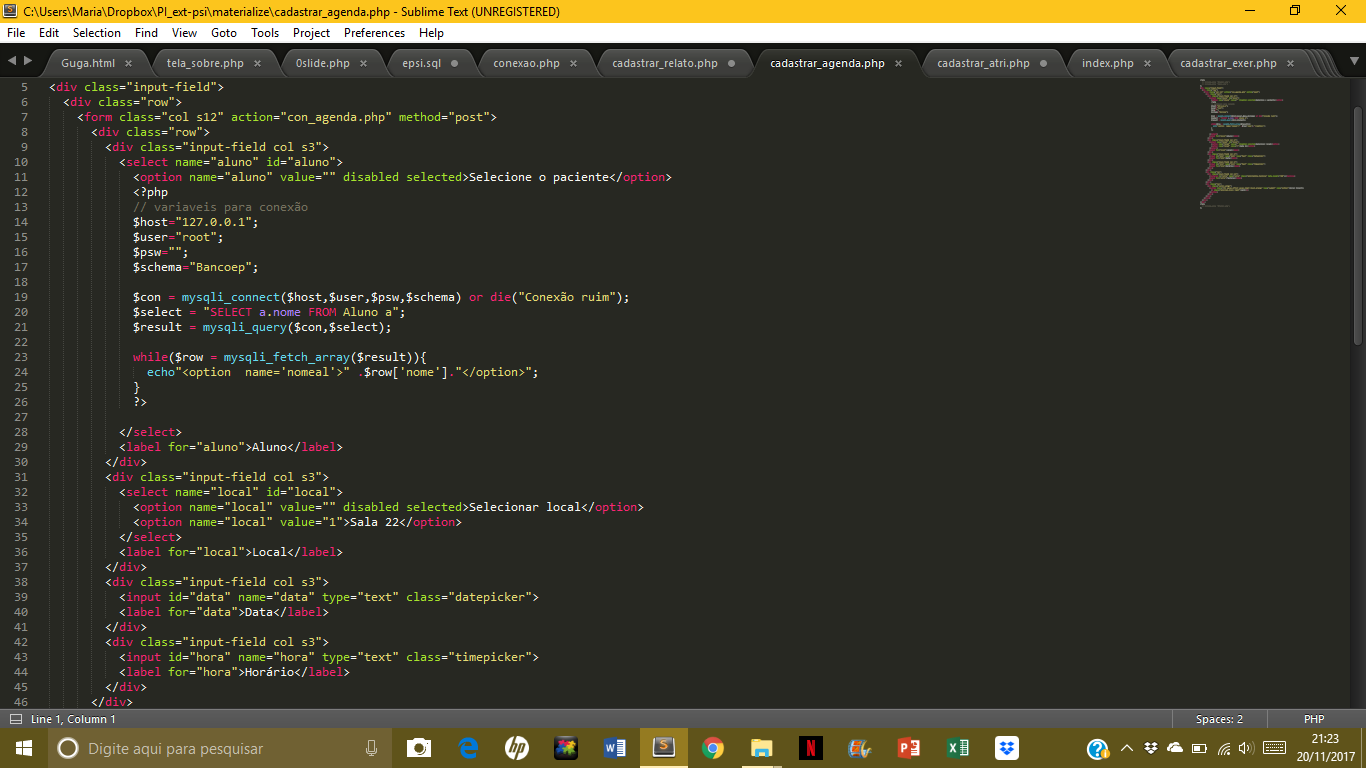 C:\Users\Maria\Dropbox\PI_ext-psi\materialize\cadastrar_agenda.php - Sublime Text (UNREGISTERED)
File Edit Selection Find View Goto Tools Project Preferences Help
Guga.html tela_sobre.php 0slide.php epsi.sql conexao.php cadastrar_relato.php cadastrar_agenda.php cadastrar_atri.php index.php cadastrar_exer.php
5 <div class="input-field">
6 <div class="row">
7 <form class="col s12" action="con_agenda.php" method="post">
8 <div class="row">
9 <div class="input-field col s3">
10 <select name="aluno" id="aluno">
11 <option name="aluno" value="" disabled selected>Selecione o paciente</option>
12 <?php
13 // variaveis para conexão
14 $host="127.0.0.1";
15 $user="root";
16 $psw="";
17 $schema="Bancoep";
18
19 $con = mysqli_connect($host,$user,$psw,$schema) or die("Conexão ruim");
20 $select = "SELECT a.nome FROM Aluno a";
21 $result = mysqli_query($con,$select);
22
23 while($row = mysqli_fetch_array($result)){
24 echo"<option  name='nomeal'>" .$row['nome']."</option>";
25 }
26 ?>
27
28 </select>
29 <label for="aluno">Aluno</label>
30 </div>
31 <div class="input-field col s3">
32 <select name="local" id="local">
33 <option name="local" value="" disabled selected>Selecionar local</option>
34 <option name="local" value="1">Sala 22</option>
35 </select>
36 <label for="local">Local</label>
37 </div>
38 <div class="input-field col s3">
39 <input id="data" name="data" type="text" class="datepicker">
40 <label for="data">Data</label>
41 </div>
42 <div class="input-field col s3">
43 <input id="hora" name="hora" type="text" class="timepicker">
44 <label for="hora">Horário</label>
45 </div>
46 </div>
Line 1, Column 1 Spaces: 2 PHP
Digite aqui para pesquisar
21:23
20/11/2017